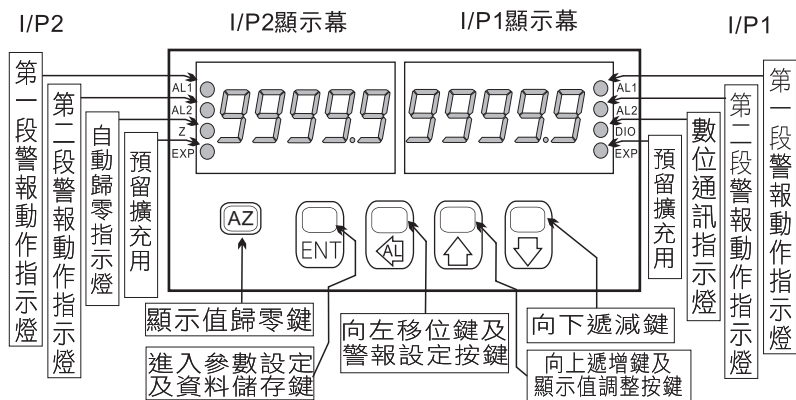 I/P2
I/P2顯示幕
I/P1顯示幕
I/P1
第一段警報動作指示燈
第二段警報動作指示燈
自動歸零指示燈
預留擴充用
AL1
AL2
Z
EXP
9999.9
9999.9
AL1
AL2
DIO
EXP
預留擴充用
數位通訊指示燈
第二段警報動作指示燈
第一段警報動作指示燈
AZ
ENT
AL
顯示值歸零鍵
進入參數設定
及資料儲存鍵
向左移位鍵及
警報設定按鍵
向下遞減鍵
向上遞增鍵及
顯示值調整按鍵